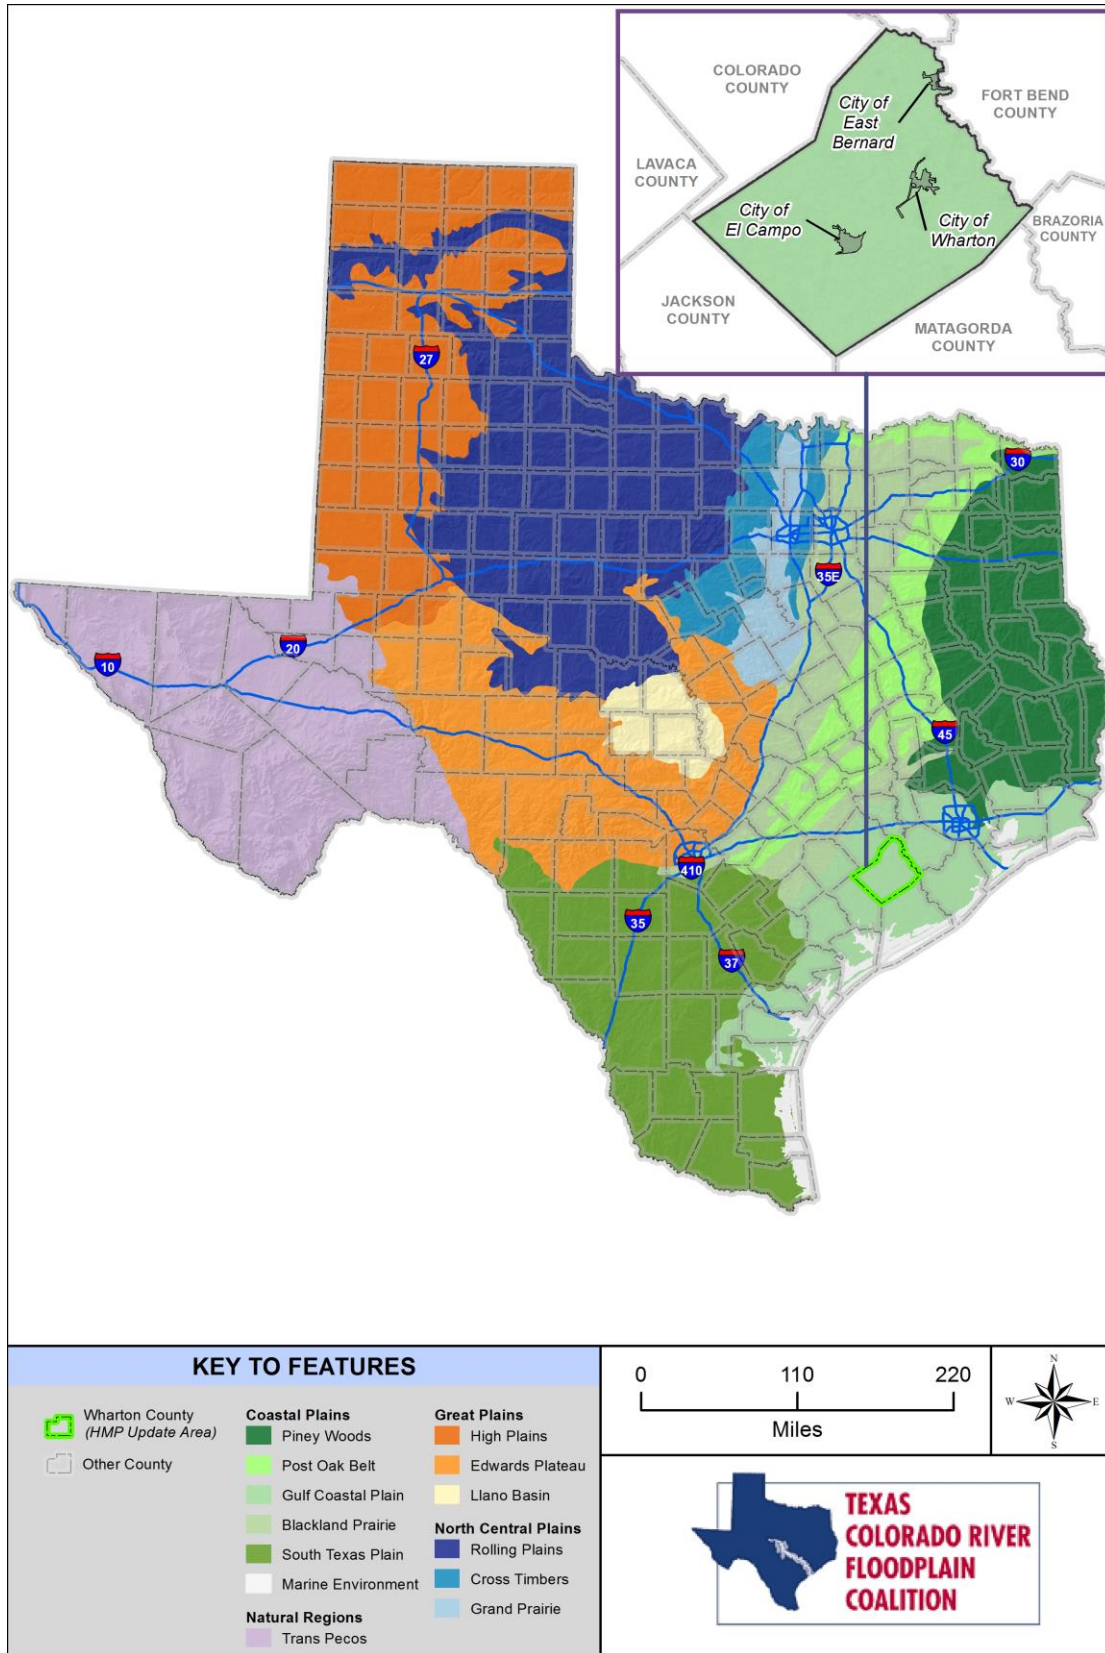 COLORADO
COUNTY
FORT BEND
COUNTY
City of
East
Bernard
LAVACA
COUNTY
City of
El Campo
City of
Wharton
BRAZORIA
COUNTY
JACKSON
COUNTY
MATAGORDA
COUNTY
27
30
35E
20
10
45
410
35
37
KEY TO FEATURES
Wharton County
(HMP Update Area)
Other County
Coastal Plains
Piney Woods
Post Oak Belt
Gulf Coastal Plain
Blackland Prairie
South Texas Plain
Marine Environment
Natural Regions
Trans Pecos
Great Plains
High Plains
Edwards Plateau
Llano Basin
North Central Plains
Rolling Plains
Cross Timbers
Grand Prairie
0 110 220
Miles
N
W E
S
TEXAS
COLORADO RIVER
FLOODPLAIN
COALITION